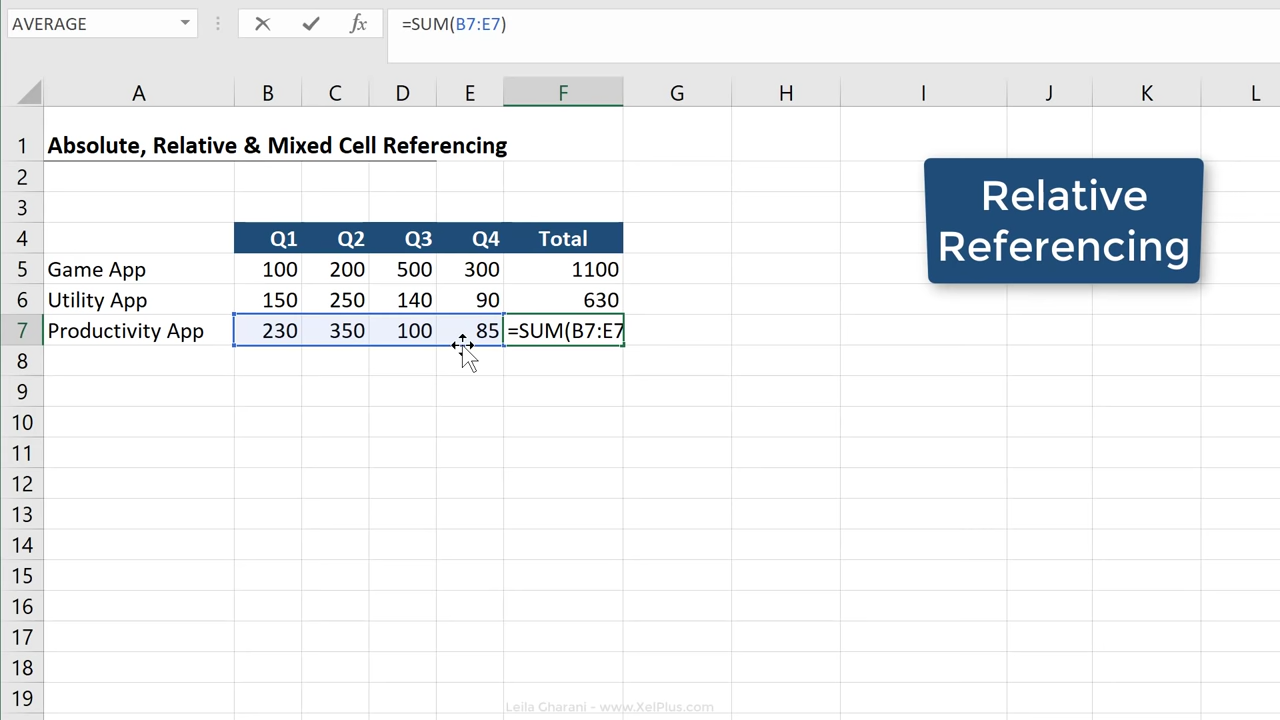 AVERAGE fx =SUM(B7:E7)
A B C D E F G H I J K L
1 Absolute, Relative & Mixed Cell Referencing
2
3
4 Q1 Q2 Q3 Q4 Total
5 Game App 100 200 500 300 1100
6 Utility App 150 250 140 90 630
7 Productivity App 230 350 100 85 =SUM(B7:E7
8
9
10
11
12
13
14
15
16
17
18
19
Relative
Referencing
Leila Gharani - www.XelPlus.com